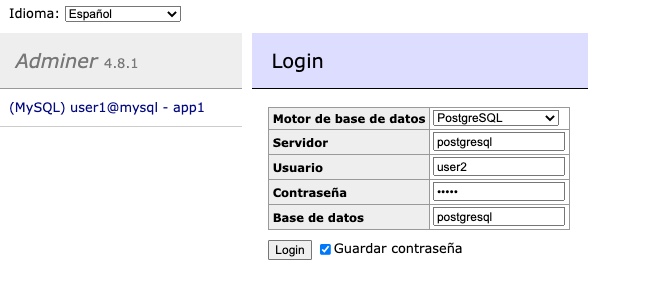 Idioma: Español
Adminer 4.8.1
Login
(MySQL) user1@mysql - app1
Motor de base de datos PostgreSQL
Servidor postgresql
Usuario user2
Contraseña •••••
Base de datos postgresql
Login Guardar contraseña